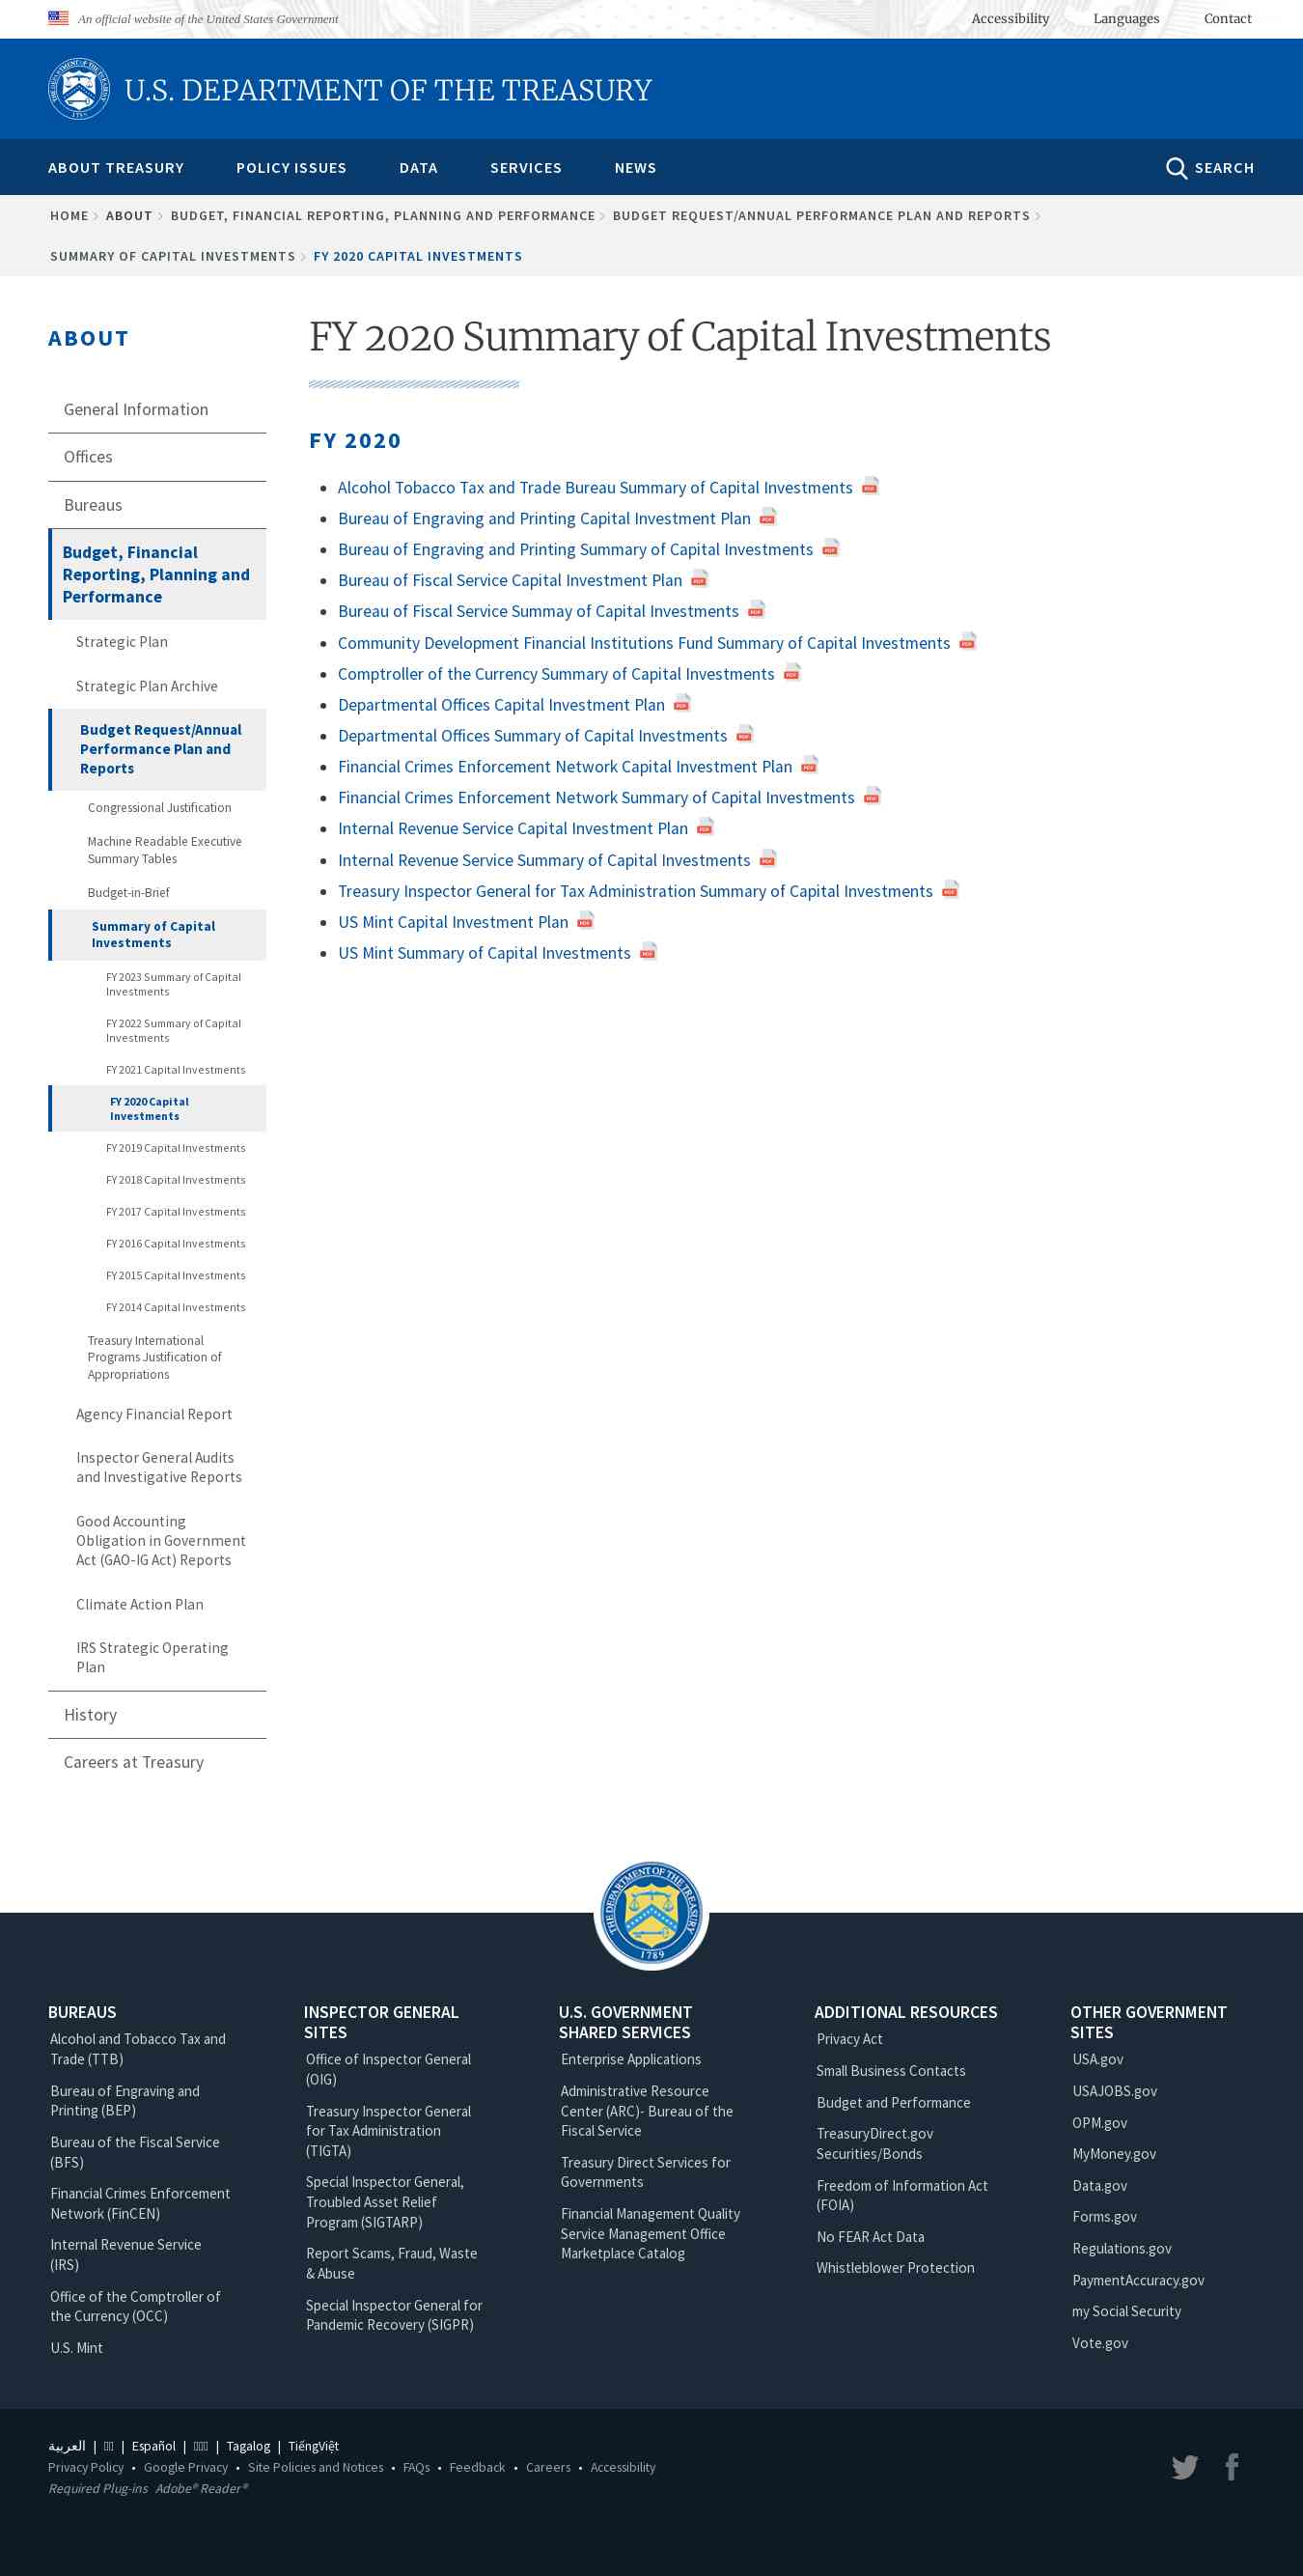 An official website of the United States Government
Accessibility Languages Contact
U.S. DEPARTMENT OF THE TREASURY
ABOUT TREASURY POLICY ISSUES DATA SERVICES NEWS SEARCH
HOME ABOUT BUDGET, FINANCIAL REPORTING, PLANNING AND PERFORMANCE BUDGET REQUEST/ANNUAL PERFORMANCE PLAN AND REPORTS
SUMMARY OF CAPITAL INVESTMENTS FY 2020 CAPITAL INVESTMENTS
ABOUT
General Information
Offices
Bureaus
Budget, Financial
Reporting, Planning and
Performance
Strategic Plan
Strategic Plan Archive
Budget Request/Annual
Performance Plan and
Reports
Congressional Justification
Machine Readable Executive
Summary Tables
Budget-in-Brief
Summary of Capital
Investments
FY 2023 Summary of Capital
Investments
FY 2022 Summary of Capital
Investments
FY 2021 Capital Investments
FY 2020 Capital
Investments
FY 2019 Capital Investments
FY 2018 Capital Investments
FY 2017 Capital Investments
FY 2016 Capital Investments
FY 2015 Capital Investments
FY 2014 Capital Investments
Treasury International
Programs Justification of
Appropriations
Agency Financial Report
Inspector General Audits
and Investigative Reports
Good Accounting
Obligation in Government
Act (GAO-IG Act) Reports
Climate Action Plan
IRS Strategic Operating
Plan
History
Careers at Treasury
FY 2020 Summary of Capital Investments
FY 2020
Alcohol Tobacco Tax and Trade Bureau Summary of Capital Investments
Bureau of Engraving and Printing Capital Investment Plan
Bureau of Engraving and Printing Summary of Capital Investments
Bureau of Fiscal Service Capital Investment Plan
Bureau of Fiscal Service Summay of Capital Investments
Community Development Financial Institutions Fund Summary of Capital Investments
Comptroller of the Currency Summary of Capital Investments
Departmental Offices Capital Investment Plan
Departmental Offices Summary of Capital Investments
Financial Crimes Enforcement Network Capital Investment Plan
Financial Crimes Enforcement Network Summary of Capital Investments
Internal Revenue Service Capital Investment Plan
Internal Revenue Service Summary of Capital Investments
Treasury Inspector General for Tax Administration Summary of Capital Investments
US Mint Capital Investment Plan
US Mint Summary of Capital Investments
THE DEPARTMENT OF THE TREASURY
1789
BUREAUS
Alcohol and Tobacco Tax and
Trade (TTB)
Bureau of Engraving and
Printing (BEP)
Bureau of the Fiscal Service
(BFS)
Financial Crimes Enforcement
Network (FinCEN)
Internal Revenue Service
(IRS)
Office of the Comptroller of
the Currency (OCC)
U.S. Mint
INSPECTOR GENERAL
SITES
Office of Inspector General
(OIG)
Treasury Inspector General
for Tax Administration
(TIGTA)
Special Inspector General,
Troubled Asset Relief
Program (SIGTARP)
Report Scams, Fraud, Waste
& Abuse
Special Inspector General for
Pandemic Recovery (SIGPR)
U.S. GOVERNMENT
SHARED SERVICES
Enterprise Applications
Administrative Resource
Center (ARC)- Bureau of the
Fiscal Service
Treasury Direct Services for
Governments
Financial Management Quality
Service Management Office
Marketplace Catalog
ADDITIONAL RESOURCES
Privacy Act
Small Business Contacts
Budget and Performance
TreasuryDirect.gov
Securities/Bonds
Freedom of Information Act
(FOIA)
No FEAR Act Data
Whistleblower Protection
OTHER GOVERNMENT
SITES
USA.gov
USAJOBS.gov
OPM.gov
MyMoney.gov
Data.gov
Forms.gov
Regulations.gov
PaymentAccuracy.gov
my Social Security
Vote.gov
العربية | | Español | | Tagalog | TiếngViệt
Privacy Policy • Google Privacy • Site Policies and Notices • FAQs • Feedback • Careers • Accessibility
Required Plug-ins Adobe® Reader®